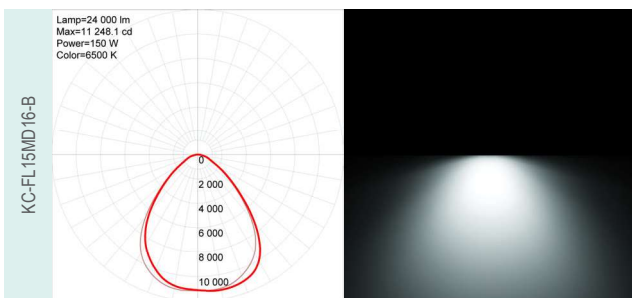 KC-FL15MD16-B
Lamp=24 000 lm
Max=11 248.1 cd
Power=150 W
Color=6500 K
0
2 000
4 000
6 000
8 000
10 000